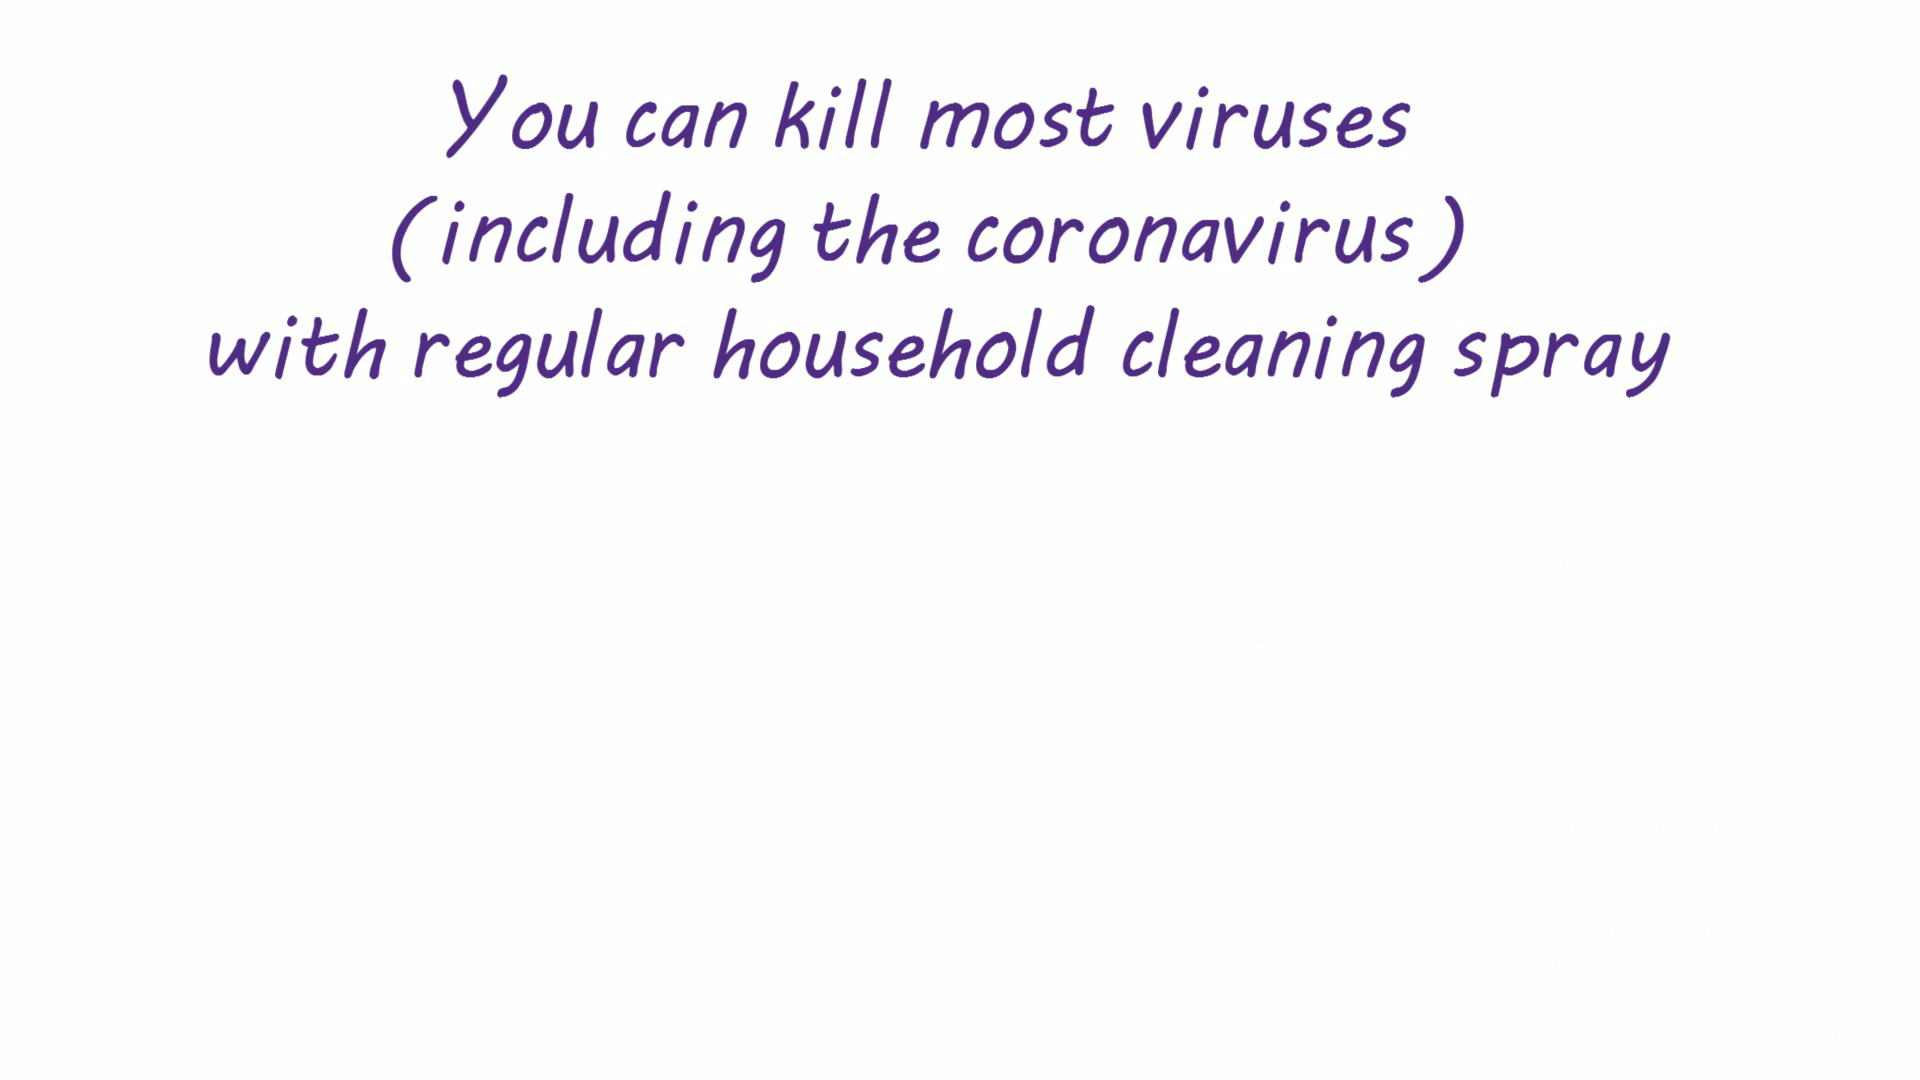 You can kill most viruses
(including the coronavirus)
with regular household cleaning spray